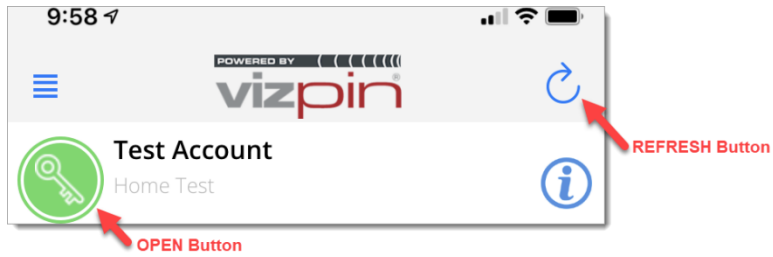 9:58
POWERED BY
vizpin®
Test Account
REFRESH Button
Home Test
i
OPEN Button